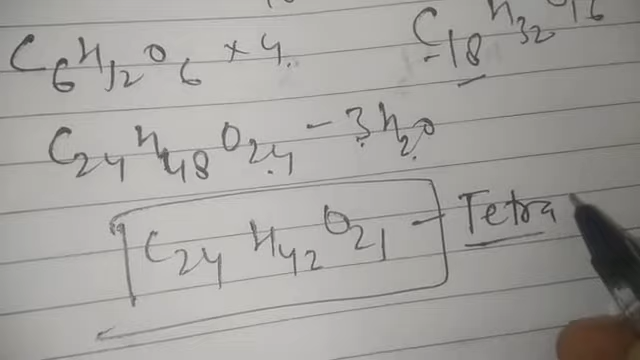 C6H12O6 × 4.
C18H32O16
C24H48O24 - 3H2O
C24H42O21 - Tetra